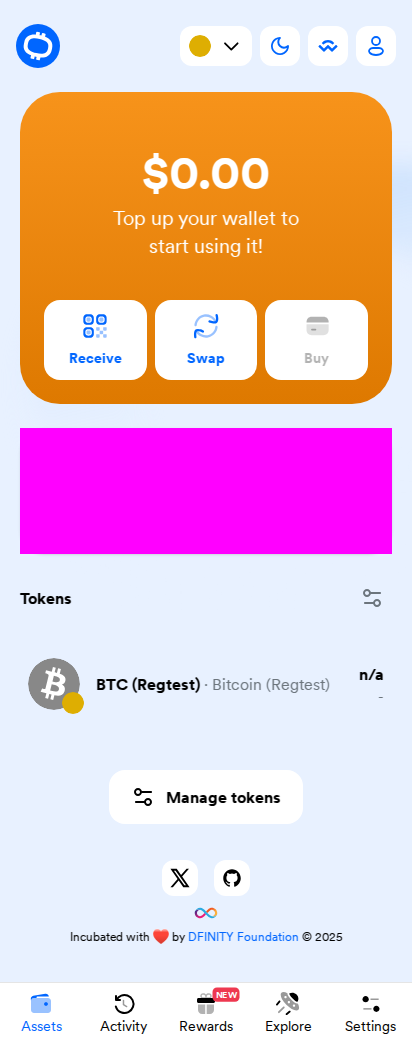 $0.00
Top up your wallet to
start using it!
Receive
Swap
Buy
Tokens
BTC (Regtest) · Bitcoin (Regtest)
n/a
-
Manage tokens
Incubated with ❤️ by DFINITY Foundation © 2025
NEW
Assets
Activity
Rewards
Explore
Settings